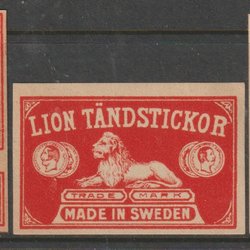 LION TÄNDSTICKOR
TRADE MARK
MADE IN SWEDEN